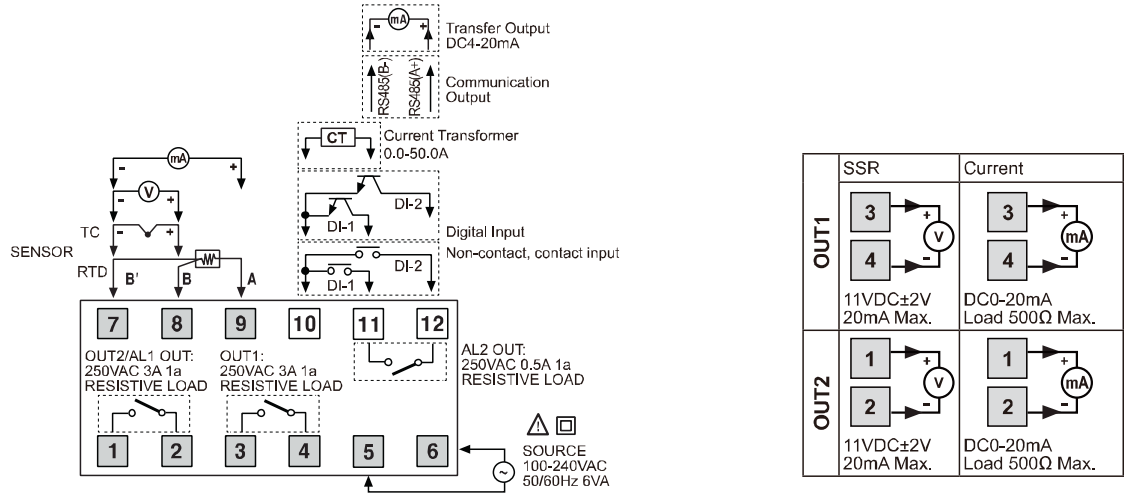 - mA +
Transfer Output
DC4-20mA
RS485(B-)
RS485(A+)
Communication
Output
CT
Current Transformer
0.0-50.0A
- mA +
- V +
TC
- +
SENSOR
RTD
B'
B
A
DI-2
DI-1
Digital Input
Non-contact, contact input
DI-2
DI-1
7 8 9 10 11 12
OUT2/AL1 OUT:
250VAC 3A 1a
RESISTIVE LOAD
OUT1:
250VAC 3A 1a
RESISTIVE LOAD
AL2 OUT:
250VAC 0.5A 1a
RESISTIVE LOAD
1 2 3 4 5 6
SOURCE
100-240VAC
50/60Hz 6VA
SSR
Current
OUT1
3
4
+
V
-
11VDC±2V
20mA Max.
3
4
+
mA
-
DC0-20mA
Load 500Ω Max.
OUT2
1
2
+
V
-
11VDC±2V
20mA Max.
1
2
+
mA
-
DC0-20mA
Load 500Ω Max.